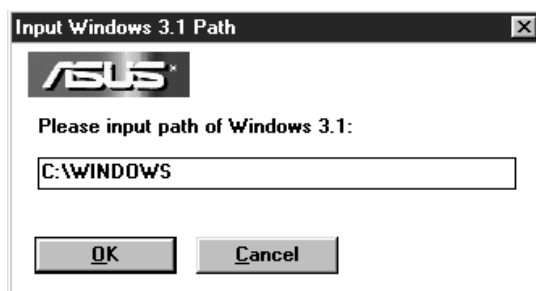 Input Windows 3.1 Path
ASUS
Please input path of Windows 3.1:
C:\WINDOWS
OK
Cancel